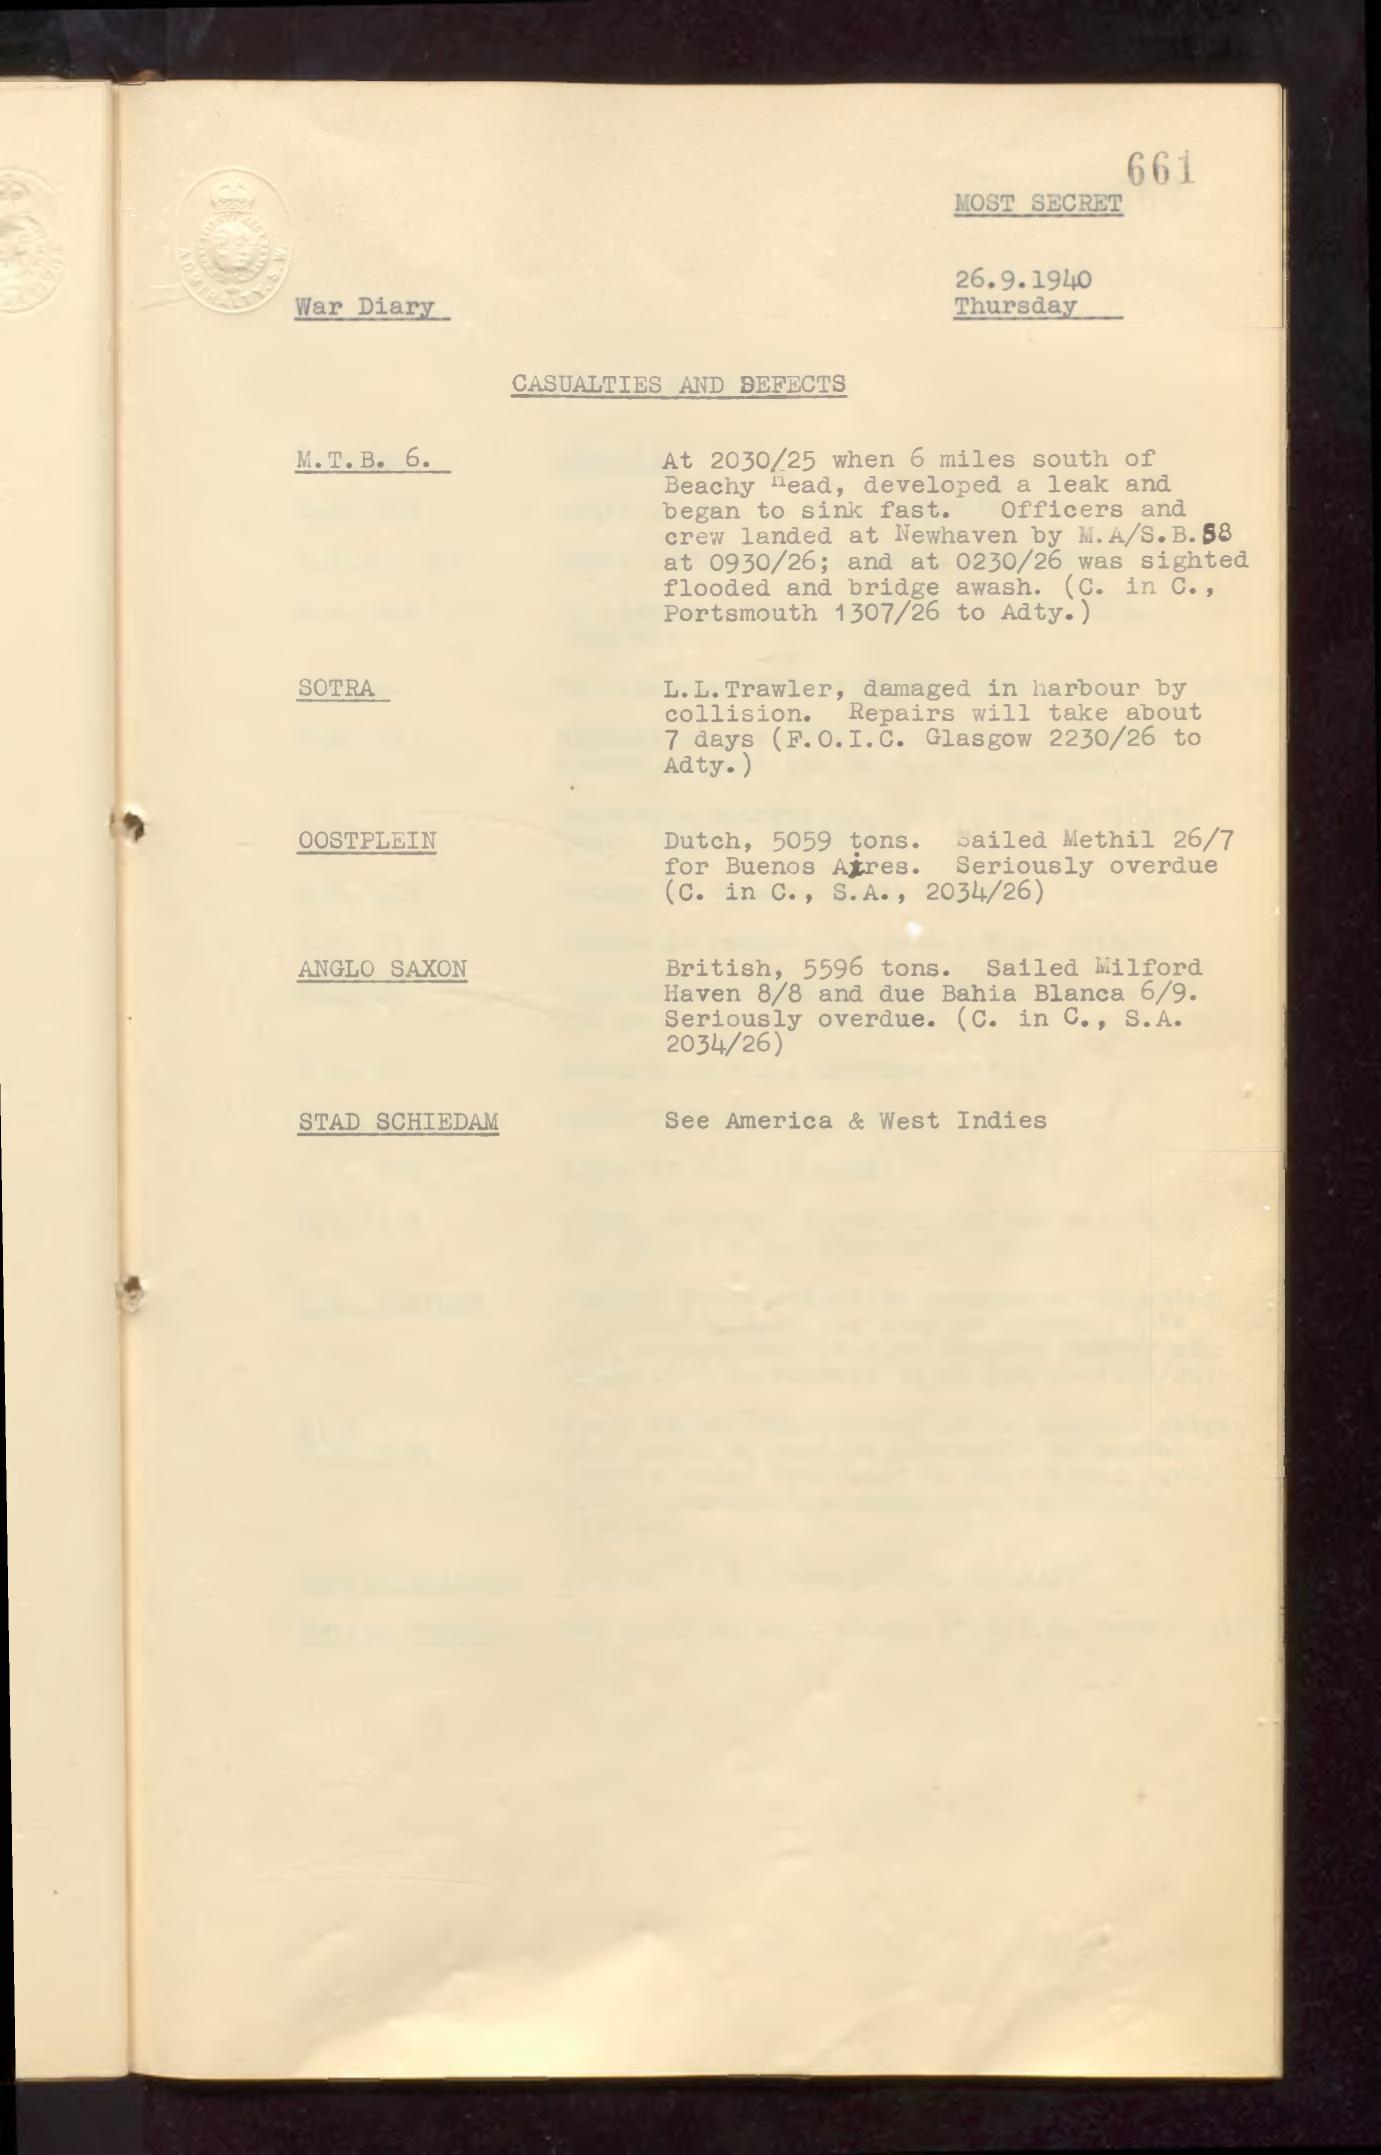 661
MOST SECRET
26.9.1940
War Diary
Thursday
CASUALTIES AND DEFECTS
M.T.B. 6.
At 2030/25 when 6 miles south of
Beachy Head, developed a leak and
began to sink fast. Officers and
crew landed at Newhaven by M.A/S.B.58
at 0930/26; and at 0230/26 was sighted
flooded and bridge awash. (C. in C.,
Portsmouth 1307/26 to Adty.)
SOTRA
L.L.Trawler, damaged in harbour by
collision. Repairs will take about
7 days (F.O.I.C. Glasgow 2230/26 to
Adty.)
OOSTPLEIN
Dutch, 5059 tons. Sailed Methil 26/7
for Buenos Aires. Seriously overdue
(C. in C., S.A., 2034/26)
ANGLO SAXON
British, 5596 tons. Sailed Milford
Haven 8/8 and due Bahia Blanca 6/9.
Seriously overdue. (C. in C., S.A.
2034/26)
STAD SCHIEDAM
See America & West Indies
ADMIRALTY.S.W.